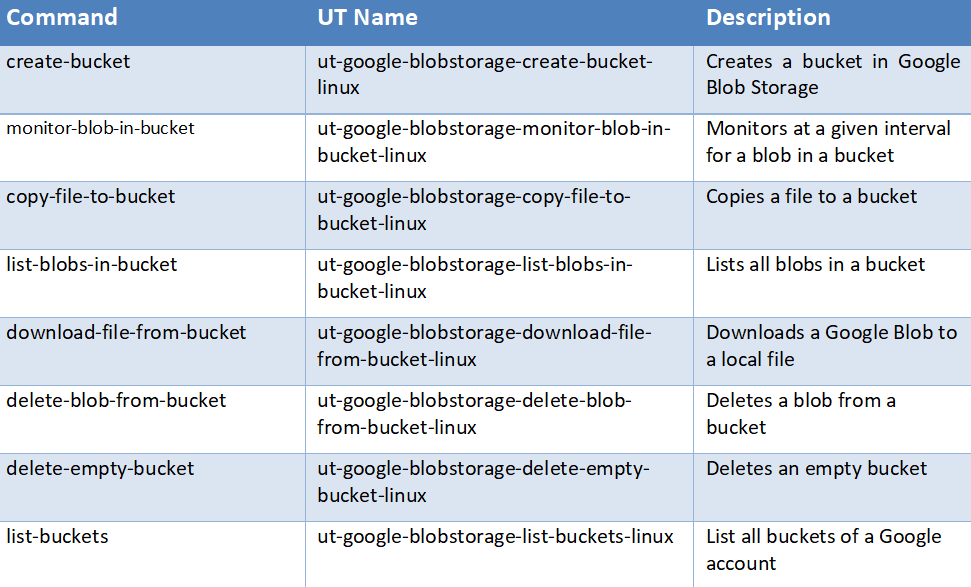 Command UT Name Description
create-bucket ut-google-blobstorage-create-bucket- Creates a bucket in Google
linux Blob Storage
monitor-blob-in-bucket ut-google-blobstorage-monitor-blob-in- Monitors at a given interval
bucket-linux for a blob in a bucket
copy-file-to-bucket ut-google-blobstorage-copy-file-to- Copies a file to a bucket
bucket-linux
list-blobs-in-bucket ut-google-blobstorage-list-blobs-in- Lists all blobs in a bucket
bucket-linux
download-file-from-bucket ut-google-blobstorage-download-file- Downloads a Google Blob to
from-bucket-linux a local file
delete-blob-from-bucket ut-google-blobstorage-delete-blob- Deletes a blob from a
from-bucket-linux bucket
delete-empty-bucket ut-google-blobstorage-delete-empty- Deletes an empty bucket
bucket-linux
list-buckets ut-google-blobstorage-list-buckets-linux List all buckets of a Google
account